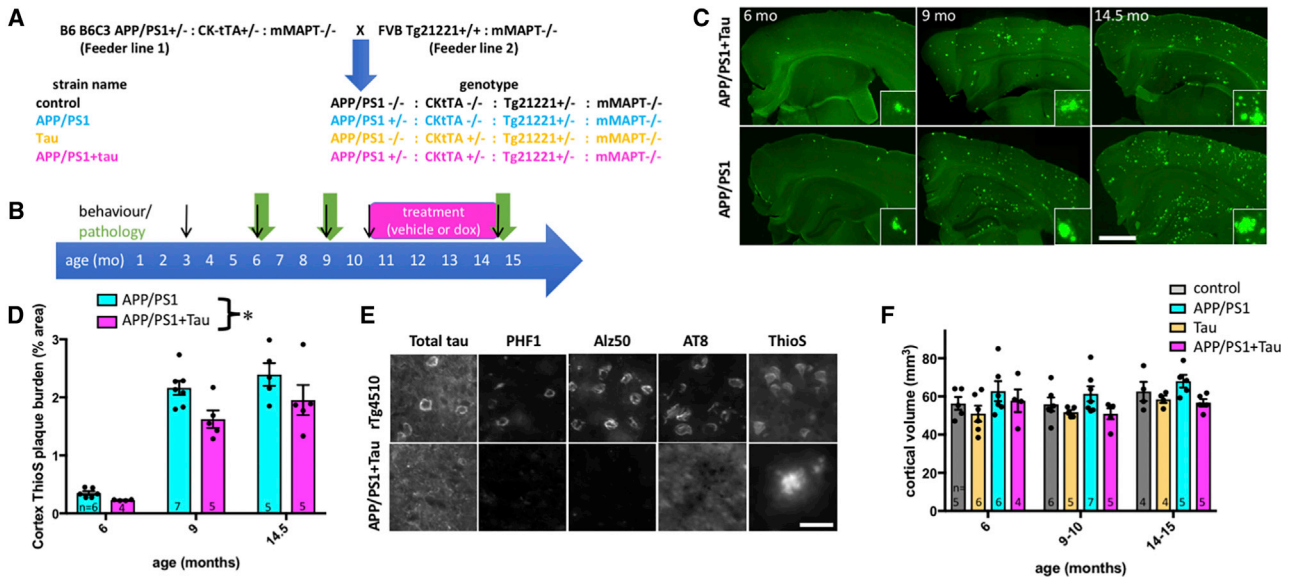 A
B6 B6C3 APP/PS1+/- : CK-tTA+/- : mMAPT-/- X FVB Tg21221+/+ : mMAPT-/-
(Feeder line 1) (Feeder line 2)
strain name genotype
control APP/PS1 -/- : CKtTA -/- : Tg21221+/- : mMAPT-/-
APP/PS1 APP/PS1 +/- : CKtTA -/- : Tg21221+/- : mMAPT-/-
Tau APP/PS1 -/- : CKtTA +/- : Tg21221+/- : mMAPT-/-
APP/PS1+tau APP/PS1 +/- : CKtTA +/- : Tg21221+/- : mMAPT-/-
B
behaviour/
pathology
treatment
(vehicle or dox)
age (mo) 1 2 3 4 5 6 7 8 9 10 11 12 13 14 15
C
6 mo 9 mo 14.5 mo
APP/PS1+Tau
APP/PS1
D
APP/PS1
APP/PS1+Tau
*
Cortex ThioS plaque burden (% area)
3
2
1
0
n=6 4 7 5 5 5
6 9 14.5
age (months)
E
Total tau PHF1 Alz50 AT8 ThioS
rTg4510
APP/PS1+Tau
F
control
APP/PS1
Tau
APP/PS1+Tau
cortical volume (mm3)
80
60
40
20
0
n=
5 6 6 4 6 5 7 5 4 4 5 5
6 9-10 14-15
age (months)